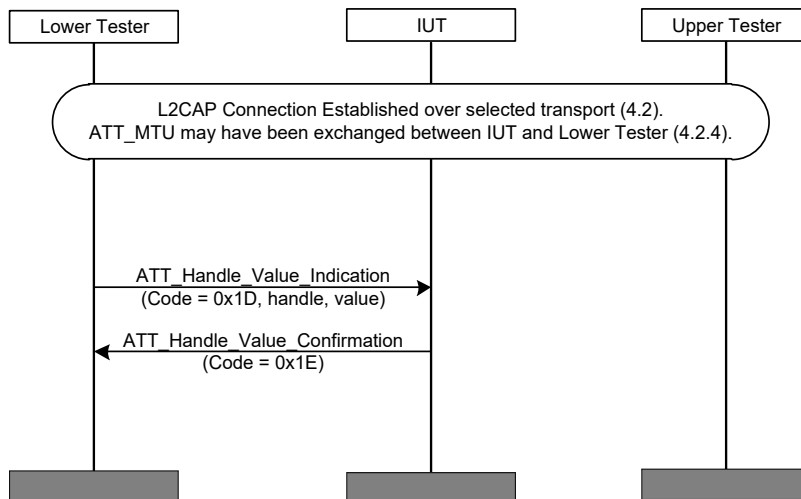 Lower Tester
IUT
Upper Tester
L2CAP Connection Established over selected transport (4.2).
ATT_MTU may have been exchanged between IUT and Lower Tester (4.2.4).
ATT_Handle_Value_Indication
(Code = 0x1D, handle, value)
ATT_Handle_Value_Confirmation
(Code = 0x1E)